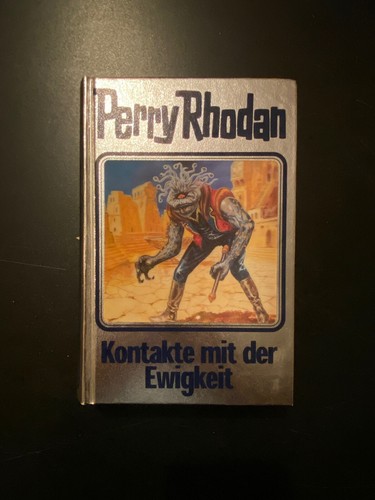 Perry Rhodan
Kontakte mit der
Ewigkeit